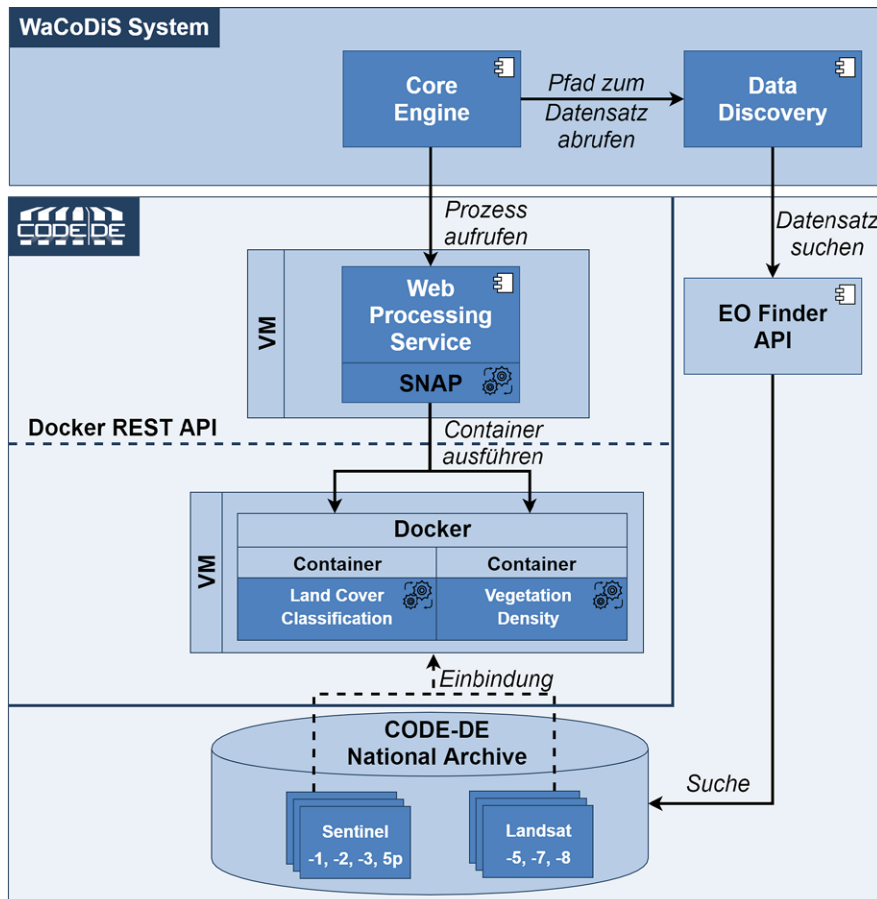 WaCoDiS System
Core
Engine
Pfad zum
Datensatz
abrufen
Data
Discovery
CODE DE
Prozess
aufrufen
Datensatz
suchen
VM
Web
Processing
Service
SNAP
EO Finder
API
Docker REST API
Container
ausführen
VM
Docker
Container
Container
Land Cover
Classification
Vegetation
Density
Einbindung
CODE-DE
National Archive
Suche
Sentinel
-1, -2, -3, 5p
Landsat
-5, -7, -8